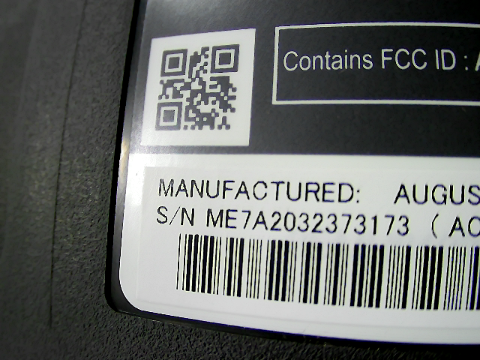 Contains FCC ID :
MANUFACTURED: AUGUS
S/N ME7A2032373173 ( AC